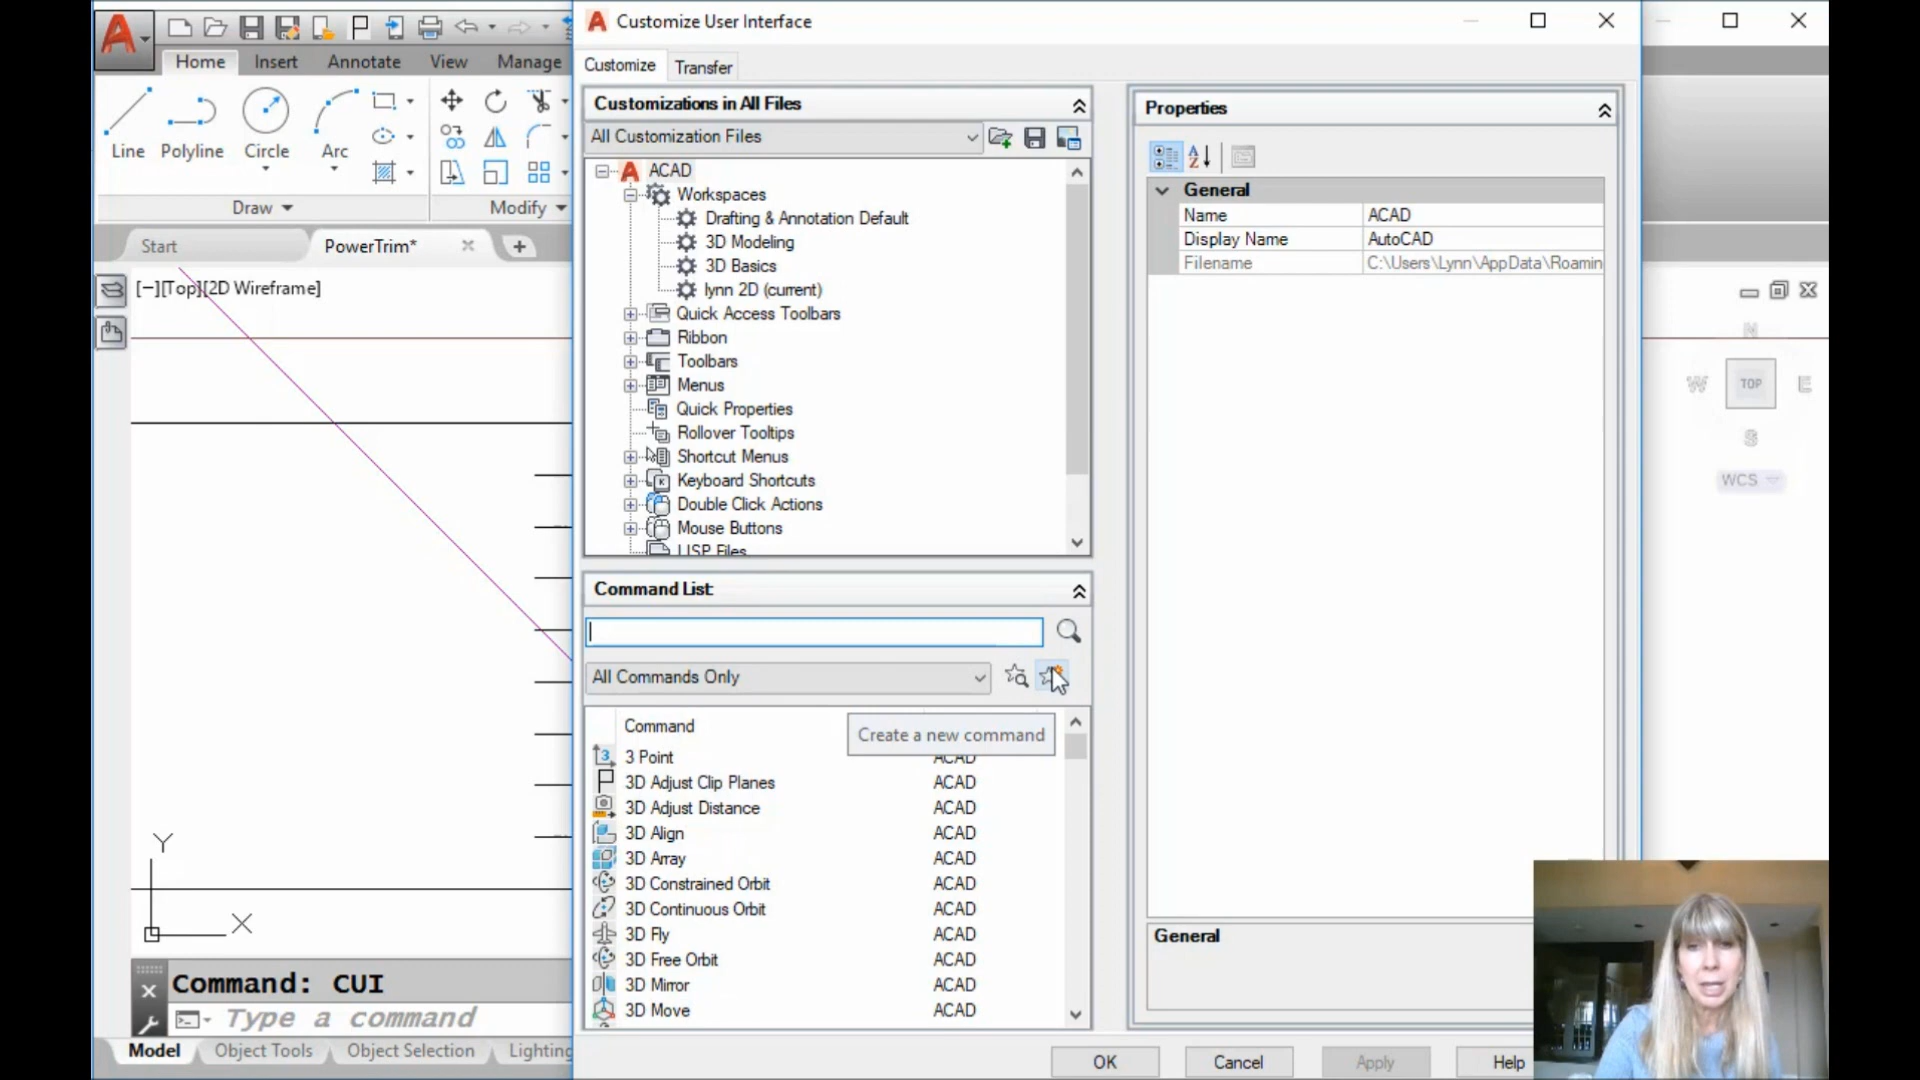 Customize User Interface
Home
Insert
Annotate
View
Manage
Customize
Transfer
Line
Polyline
Circle
Arc
Draw
Modify
Start
PowerTrim*
[−][Top][2D Wireframe]
Customizations in All Files
All Customization Files
ACAD
Workspaces
Drafting & Annotation Default
3D Modeling
3D Basics
lynn 2D (current)
Quick Access Toolbars
Ribbon
Toolbars
Menus
Quick Properties
Rollover Tooltips
Shortcut Menus
Keyboard Shortcuts
Double Click Actions
Mouse Buttons
LISP Files
Command List:
All Commands Only
Create a new command
Command
3 Point ACAD
3D Adjust Clip Planes ACAD
3D Adjust Distance ACAD
3D Align ACAD
3D Array ACAD
3D Constrained Orbit ACAD
3D Continuous Orbit ACAD
3D Fly ACAD
3D Free Orbit ACAD
3D Mirror ACAD
3D Move ACAD
Properties
General
Name ACAD
Display Name AutoCAD
Filename C:\Users\Lynn\AppData\Roamin
General
N
W
TOP
E
S
WCS
Y
X
Command: CUI
Type a command
Model
Object Tools
Object Selection
Lighting
OK
Cancel
Apply
Help